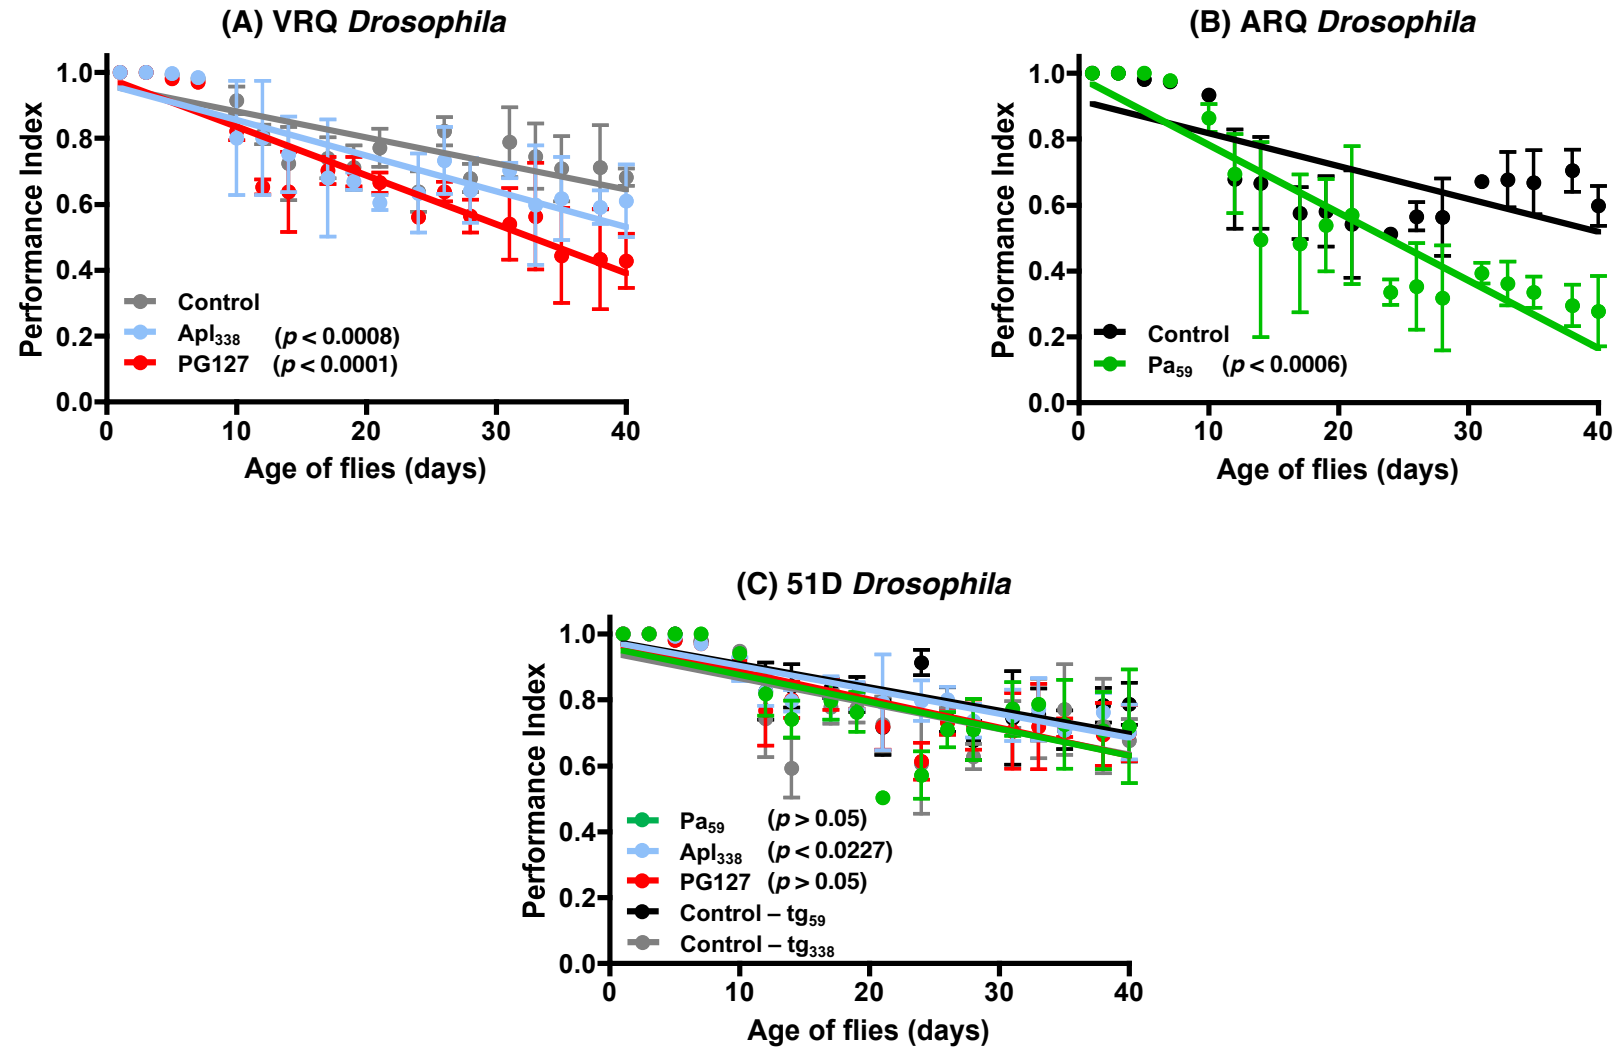 (A) VRQ Drosophila
Performance Index
1.0
0.8
0.6
0.4
0.2
0.0
Control
Apl338 (p < 0.0008)
PG127 (p < 0.0001)
0 10 20 30 40
Age of flies (days)
(B) ARQ Drosophila
Performance Index
1.0
0.8
0.6
0.4
0.2
0.0
Control
Pa59 (p < 0.0006)
0 10 20 30 40
Age of flies (days)
(C) 51D Drosophila
Performance Index
1.0
0.8
0.6
0.4
0.2
0.0
Pa59 (p > 0.05)
Apl338 (p < 0.0227)
PG127 (p > 0.05)
Control – tg59
Control – tg338
0 10 20 30 40
Age of flies (days)